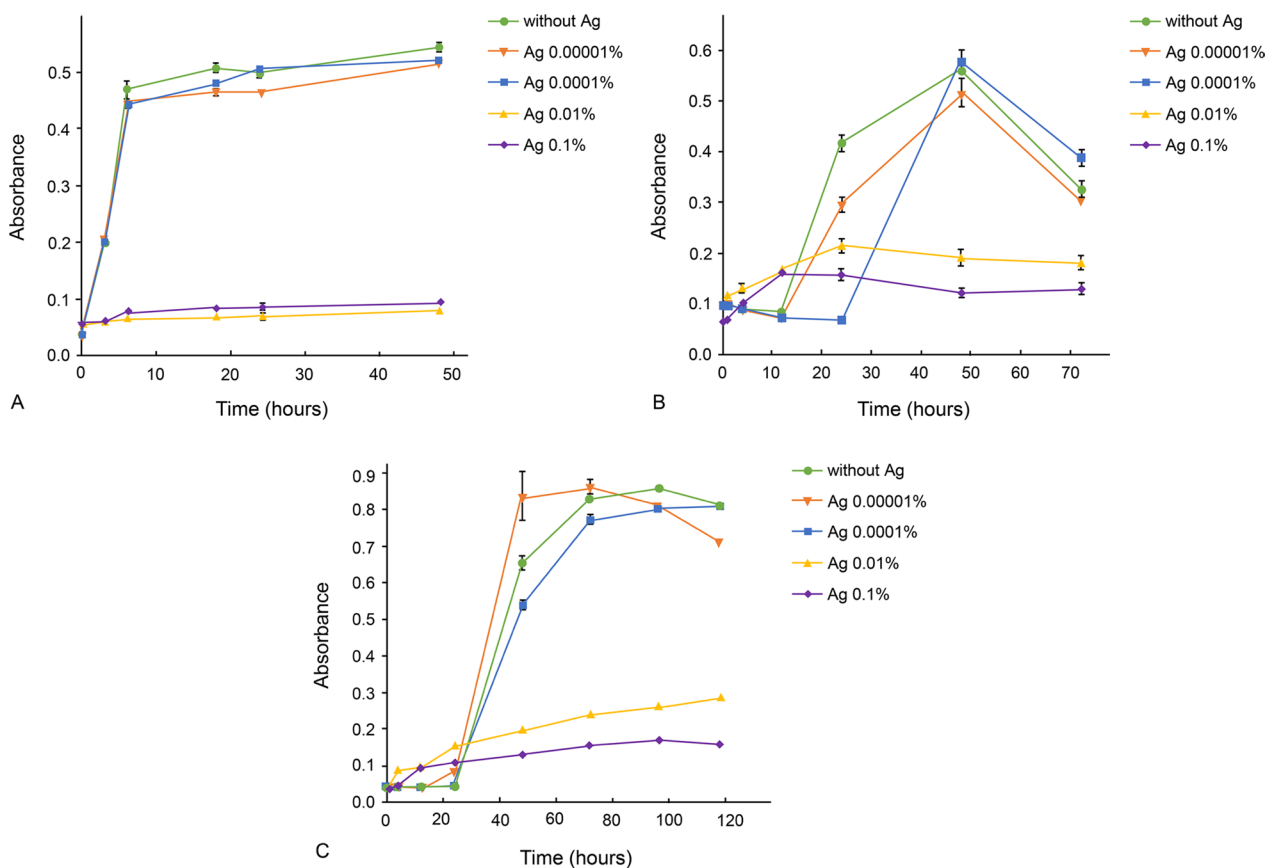 without Ag
Ag 0.00001%
Ag 0.0001%
Ag 0.01%
Ag 0.1%
Absorbance
0.5
0.4
0.3
0.2
0.1
0.0
0 10 20 30 40 50
Time (hours)
A
without Ag
Ag 0.00001%
Ag 0.0001%
Ag 0.01%
Ag 0.1%
Absorbance
0.6
0.5
0.4
0.3
0.2
0.1
0.0
0 10 20 30 40 50 60 70
Time (hours)
B
without Ag
Ag 0.00001%
Ag 0.0001%
Ag 0.01%
Ag 0.1%
Absorbance
0.9
0.8
0.7
0.6
0.5
0.4
0.3
0.2
0.1
0.0
0 20 40 60 80 100 120
Time (hours)
C